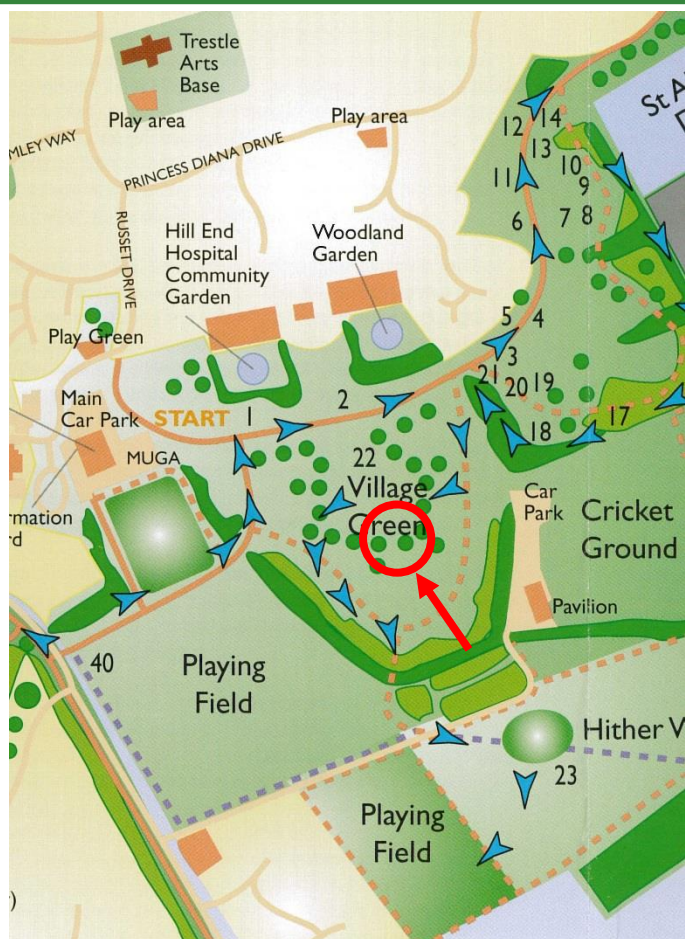 Trestle
Arts
Base
Play area
Play area
MLEY WAY
PRINCESS DIANA DRIVE
RUSSET DRIVE
St A
12
14
13
11
10
9
6
7
8
Hill End
Hospital
Community
Garden
Woodland
Garden
Play Green
5
4
3
21
20
19
Main
Car Park
START
1
2
17
18
MUGA
22
Village
Green
Car
Park
Cricket
Ground
rmation
rd
Pavilion
40
Playing
Field
Hither W
23
Playing
Field
)